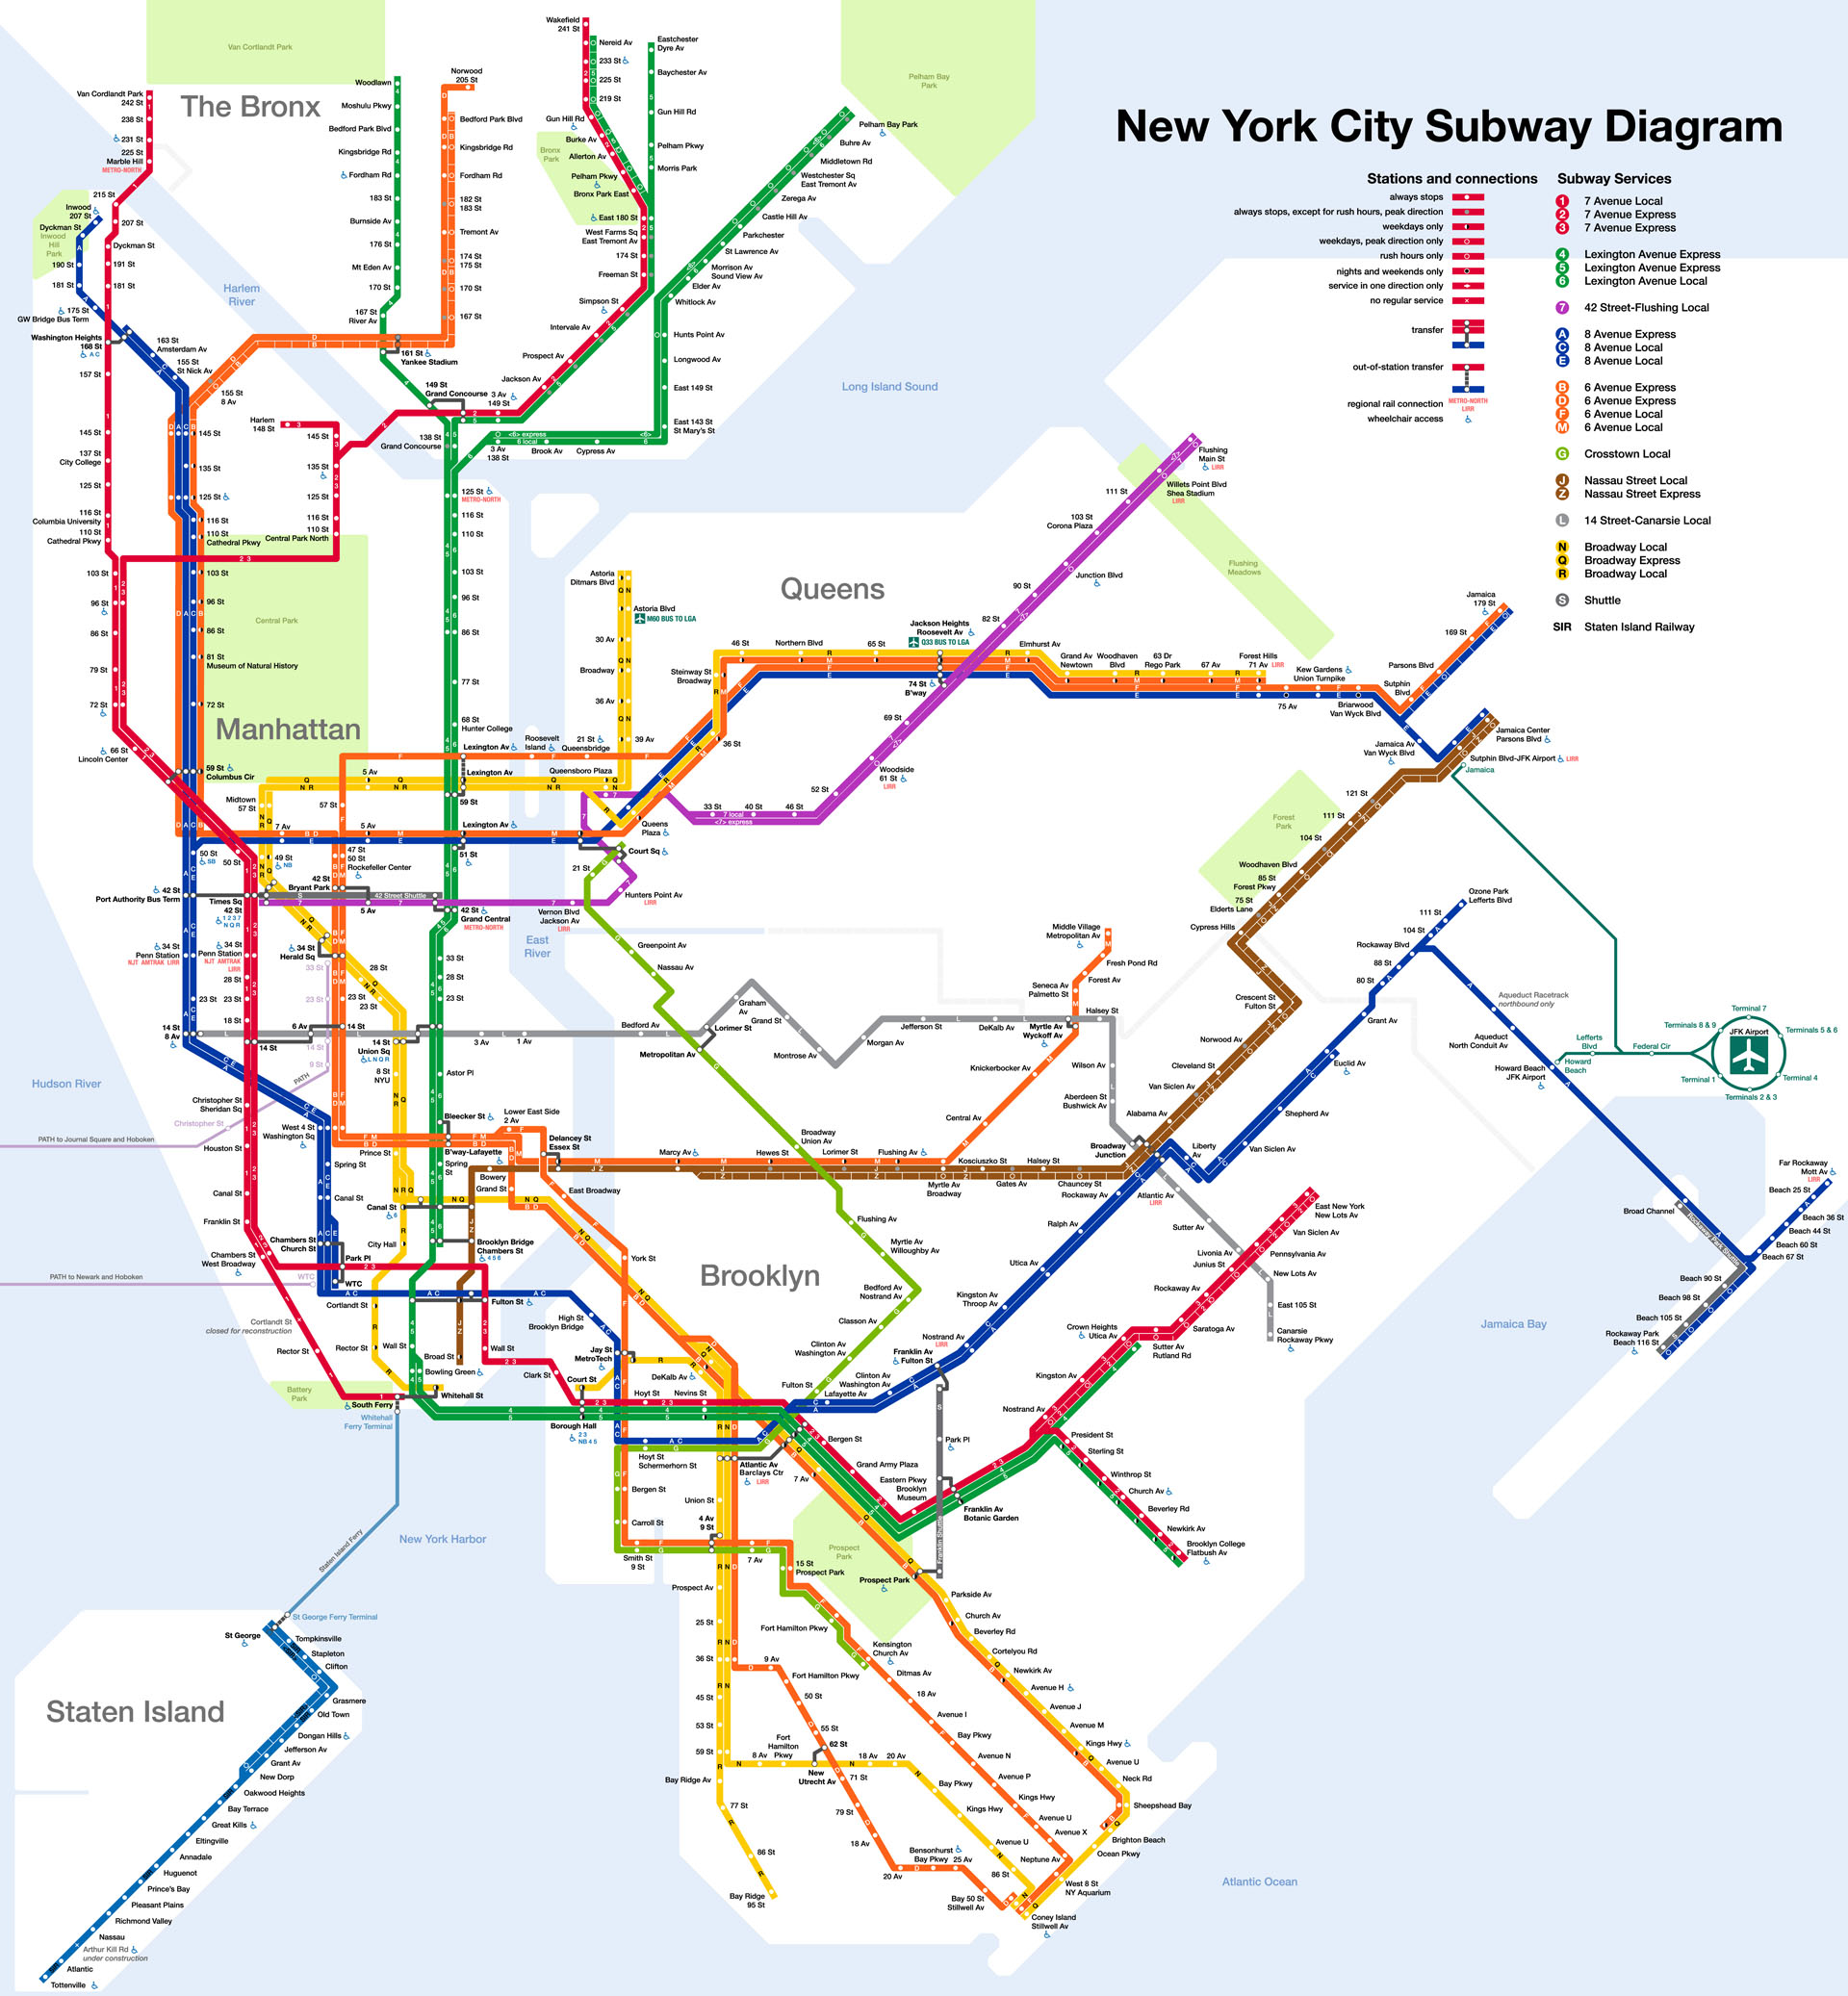 New York City Subway Diagram
Stations and connections
always stops
always stops, except for rush hours, peak direction
weekdays only
weekdays, peak direction only
rush hours only
nights and weekends only
service in one direction only
no regular service
transfer
out-of-station transfer
regional rail connection
METRO-NORTH
LIRR
wheelchair access
Subway Services
1 7 Avenue Local
2 7 Avenue Express
3 7 Avenue Express
4 Lexington Avenue Express
5 Lexington Avenue Express
6 Lexington Avenue Local
7 42 Street-Flushing Local
A 8 Avenue Express
C 8 Avenue Local
E 8 Avenue Local
B 6 Avenue Express
D 6 Avenue Express
F 6 Avenue Local
M 6 Avenue Local
G Crosstown Local
J Nassau Street Local
Z Nassau Street Express
L 14 Street-Canarsie Local
N Broadway Local
Q Broadway Express
R Broadway Local
S Shuttle
SIR Staten Island Railway
The Bronx
Van Cortlandt Park
Pelham Bay
Park
Bronx
Park
Inwood
Hill
Park
Harlem
River
Long Island Sound
Van Cortlandt Park
242 St
238 St
231 St
225 St
Marble Hill
METRO-NORTH
215 St
207 St
Dyckman St
191 St
181 St
Inwood
207 St
Dyckman St
190 St
181 St
175 St
GW Bridge Bus Term
Washington Heights
168 St
A C
163 St
Amsterdam Av
155 St
St Nick Av
155 St
8 Av
157 St
145 St
137 St
City College
125 St
116 St
Columbia University
110 St
Cathedral Pkwy
103 St
96 St
86 St
79 St
72 St
66 St
Lincoln Center
Woodlawn
Moshulu Pkwy
Bedford Park Blvd
Kingsbridge Rd
Fordham Rd
183 St
Burnside Av
176 St
Mt Eden Av
170 St
167 St
River Av
161 St
Yankee Stadium
149 St
Grand Concourse
138 St
Grand Concourse
Norwood
205 St
Bedford Park Blvd
Kingsbridge Rd
Fordham Rd
182 St
183 St
Tremont Av
174 St
175 St
170 St
167 St
Wakefield
241 St
Nereid Av
233 St
225 St
219 St
Gun Hill Rd
Burke Av
Allerton Av
Pelham Pkwy
Bronx Park East
East 180 St
West Farms Sq
East Tremont Av
174 St
Freeman St
Simpson St
Intervale Av
Prospect Av
Jackson Av
3 Av
149 St
Eastchester
Dyre Av
Baychester Av
Gun Hill Rd
Pelham Pkwy
Morris Park
Pelham Bay Park
Buhre Av
Middletown Rd
Westchester Sq
East Tremont Av
Zerega Av
Castle Hill Av
Parkchester
St Lawrence Av
Morrison Av
Sound View Av
Elder Av
Whitlock Av
Hunts Point Av
Longwood Av
East 149 St
East 143 St
St Mary's St
<6> express
6 local
3 Av
138 St
Brook Av
Cypress Av
Harlem
148 St
145 St
135 St
125 St
116 St
110 St
Central Park North
145 St
135 St
125 St
116 St
110 St
Cathedral Pkwy
103 St
96 St
86 St
81 St
Museum of Natural History
72 St
59 St
Columbus Cir
Central Park
Manhattan
125 St
METRO-NORTH
116 St
110 St
103 St
96 St
86 St
77 St
68 St
Hunter College
Lexington Av
Lexington Av
59 St
Lexington Av
51 St
Queens
Astoria
Ditmars Blvd
Astoria Blvd
M60 BUS TO LGA
30 Av
Broadway
36 Av
39 Av
Roosevelt
Island
21 St
Queensbridge
Queensboro Plaza
Queens
Plaza
Court Sq
21 St
Hunters Point Av
LIRR
Vernon Blvd
Jackson Av
LIRR
Flushing
Main St
LIRR
Willets Point Blvd
Shea Stadium
LIRR
111 St
103 St
Corona Plaza
Junction Blvd
90 St
82 St
Jackson Heights
Roosevelt Av
Q33 BUS TO LGA
74 St
B'way
69 St
Woodside
61 St
LIRR
52 St
46 St
40 St
33 St
7 local
<7> express
Flushing
Meadows
36 St
Steinway St
Broadway
46 St
Northern Blvd
65 St
Elmhurst Av
Grand Av
Newtown
Woodhaven
Blvd
63 Dr
Rego Park
67 Av
Forest Hills
71 Av
LIRR
75 Av
Kew Gardens
Union Turnpike
Briarwood
Van Wyck Blvd
Sutphin
Blvd
Parsons Blvd
169 St
Jamaica
179 St
Jamaica Av
Van Wyck Blvd
Jamaica Center
Parsons Blvd
Sutphin Blvd-JFK Airport
LIRR
Jamaica
121 St
111 St
104 St
Woodhaven Blvd
85 St
Forest Pkwy
75 St
Elderts Lane
Cypress Hills
Crescent St
Fulton St
Norwood Av
Cleveland St
Van Siclen Av
Alabama Av
Forest
Park
Ozone Park
Lefferts Blvd
111 St
104 St
Rockaway Blvd
88 St
80 St
Grant Av
Euclid Av
Shepherd Av
Van Siclen Av
Liberty
Av
Broadway
Junction
Aqueduct Racetrack
northbound only
Aqueduct
North Conduit Av
Howard Beach
JFK Airport
Howard
Beach
Lefferts
Blvd
Federal Cir
Terminal 7
Terminals 8 & 9
Terminals 5 & 6
JFK Airport
Terminal 1
Terminal 4
Terminals 2 & 3
Broad Channel
Rockaway Park Shuttle
Far Rockaway
Mott Av
LIRR
Beach 25 St
Beach 36 St
Beach 44 St
Beach 60 St
Beach 67 St
Beach 90 St
Beach 98 St
Beach 105 St
Rockaway Park
Beach 116 St
Jamaica Bay
5 Av
Midtown
57 St
57 St
7 Av
5 Av
50 St
SB
50 St
49 St
NB
47 St
50 St
Rockefeller Center
42 St
Port Authority Bus Term
Times Sq
42 St
1 2 3 7
N Q R
42 St
Bryant Park
42 Street Shuttle
5 Av
42 St
Grand Central
METRO-NORTH
34 St
Penn Station
NJT AMTRAK LIRR
34 St
Penn Station
NJT AMTRAK
LIRR
34 St
Herald Sq
33 St
28 St
28 St
33 St
28 St
23 St
23 St
23 St
23 St
23 St
23 St
18 St
14 St
8 Av
14 St
6 Av
14 St
14 St
9 St
PATH
14 St
Union Sq
L N Q R
3 Av
1 Av
8 St
NYU
Astor Pl
East
River
Hudson River
Christopher St
Sheridan Sq
Christopher St
PATH to Journal Square and Hoboken
Houston St
West 4 St
Washington Sq
Prince St
Bleecker St
B'way-Lafayette
Lower East Side
2 Av
Delancey St
Essex St
Spring St
Spring
St
Bowery
Grand St
East Broadway
Canal St
Canal St
Canal St
6
Franklin St
City Hall
Chambers St
Church St
Chambers St
West Broadway
Park Pl
WTC
WTC
PATH to Newark and Hoboken
Brooklyn Bridge
Chambers St
4 5 6
Cortlandt St
Cortlandt St
closed for reconstruction
Fulton St
Rector St
Rector St
Wall St
Wall St
Broad St
Bowling Green
Battery
Park
Whitehall St
South Ferry
Whitehall
Ferry Terminal
Staten Island Ferry
New York Harbor
Greenpoint Av
Nassau Av
Bedford Av
Lorimer St
Metropolitan Av
Graham
Av
Grand St
Montrose Av
Morgan Av
Jefferson St
DeKalb Av
Myrtle Av
Wyckoff Av
Halsey St
Wilson Av
Aberdeen St
Bushwick Av
Middle Village
Metropolitan Av
Fresh Pond Rd
Forest Av
Seneca Av
Palmetto St
Knickerbocker Av
Central Av
Broadway
Union Av
Marcy Av
Hewes St
Lorimer St
Flushing Av
Myrtle Av
Broadway
Kosciuszko St
Gates Av
Halsey St
Chauncey St
Rockaway Av
Ralph Av
Utica Av
Kingston Av
Throop Av
Nostrand Av
LIRR
Franklin Av
Fulton St
Clinton Av
Washington Av
Lafayette Av
Atlantic Av
LIRR
Sutter Av
Livonia Av
New Lots Av
East 105 St
Canarsie
Rockaway Pkwy
East New York
New Lots Av
Van Siclen Av
Pennsylvania Av
Junius St
Rockaway Av
Saratoga Av
Sutter Av
Rutland Rd
Crown Heights
Utica Av
Kingston Av
Nostrand Av
President St
Sterling St
Winthrop St
Church Av
Beverley Rd
Newkirk Av
Brooklyn College
Flatbush Av
Flushing Av
Myrtle Av
Willoughby Av
Bedford Av
Nostrand Av
Classon Av
Clinton Av
Washington Av
Fulton St
Brooklyn
York St
High St
Brooklyn Bridge
Jay St
MetroTech
Clark St
Court St
Borough Hall
2 3
NB 4 5
Hoyt St
Nevins St
DeKalb Av
Hoyt St
Schermerhorn St
Atlantic Av
Barclays Ctr
LIRR
Bergen St
Grand Army Plaza
Eastern Pkwy
Brooklyn
Museum
Park Pl
Franklin Av
Botanic Garden
Franklin Shuttle
7 Av
Prospect Park
Prospect
Park
Bergen St
Carroll St
Smith St
9 St
Union St
4 Av
9 St
7 Av
15 St
Prospect Park
Fort Hamilton Pkwy
Kensington
Church Av
Ditmas Av
18 Av
Avenue I
Bay Pkwy
Avenue N
Avenue P
Kings Hwy
Avenue U
Avenue X
Neptune Av
Parkside Av
Church Av
Beverley Rd
Cortelyou Rd
Newkirk Av
Avenue H
Avenue J
Avenue M
Kings Hwy
Avenue U
Neck Rd
Sheepshead Bay
Brighton Beach
Ocean Pkwy
West 8 St
NY Aquarium
Coney Island
Stillwell Av
Prospect Av
25 St
36 St
45 St
53 St
59 St
Bay Ridge Av
77 St
86 St
Bay Ridge
95 St
9 Av
Fort Hamilton Pkwy
50 St
55 St
62 St
71 St
79 St
18 Av
20 Av
Bensonhurst
Bay Pkwy
25 Av
Bay 50 St
Stillwell Av
8 Av
Fort
Hamilton
Pkwy
New
Utrecht Av
18 Av
20 Av
Bay Pkwy
Kings Hwy
Avenue U
86 St
Atlantic Ocean
Staten Island
St George Ferry Terminal
St George
Tompkinsville
Stapleton
Clifton
Grasmere
Old Town
Dongan Hills
Jefferson Av
Grant Av
New Dorp
Oakwood Heights
Bay Terrace
Great Kills
Eltingville
Annadale
Huguenot
Prince's Bay
Pleasant Plains
Richmond Valley
Nassau
Arthur Kill Rd
under construction
Atlantic
Tottenville